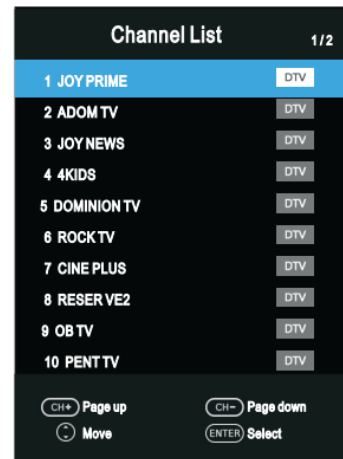 Channel List 1/2
1 JOY PRIME DTV
2 ADOM TV DTV
3 JOY NEWS DTV
4 4KIDS DTV
5 DOMINION TV DTV
6 ROCK TV DTV
7 CINE PLUS DTV
8 RESERVE2 DTV
9 OB TV DTV
10 PENT TV DTV
CH+ Page up CH- Page down
Move ENTER Select